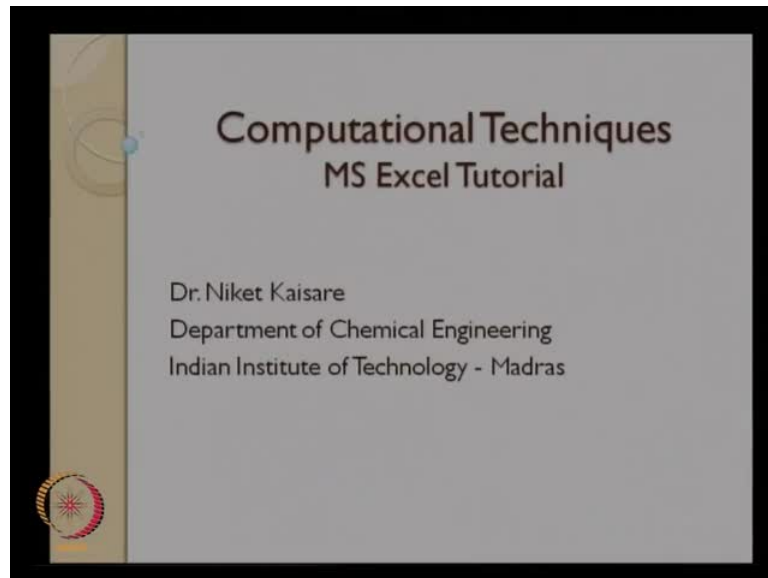 Computational Techniques
MS Excel Tutorial
Dr. Niket Kaisare
Department of Chemical Engineering
Indian Institute of Technology - Madras